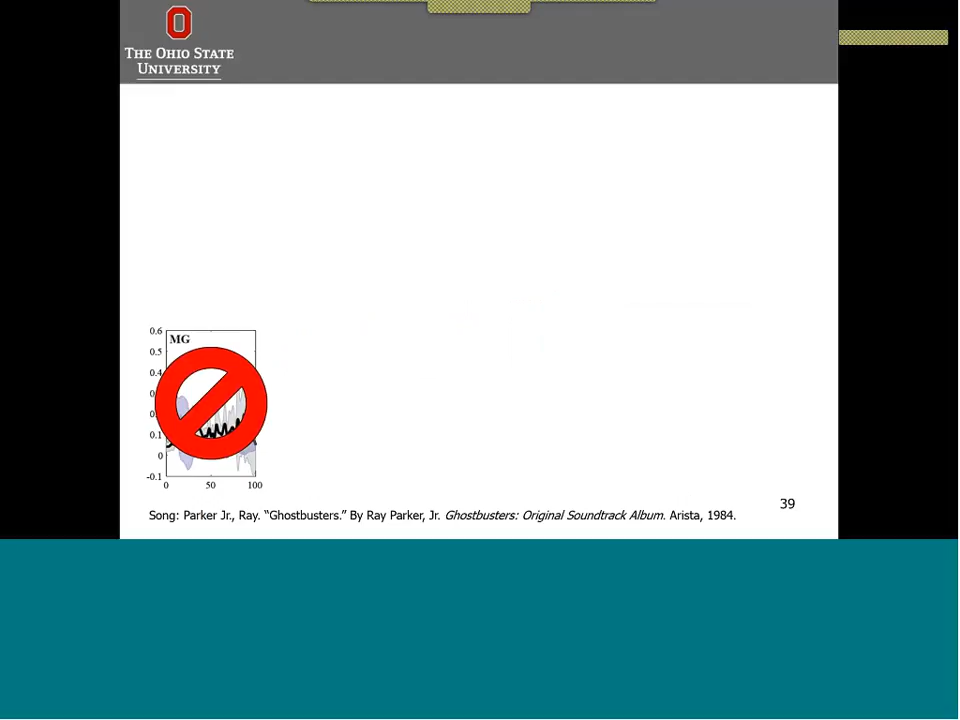 THE OHIO STATE
UNIVERSITY
0.6
MG
0.5
0.4
0.1
0
-0.1
0
50
100
39
Song: Parker Jr., Ray. “Ghostbusters.” By Ray Parker, Jr. Ghostbusters: Original Soundtrack Album. Arista, 1984.